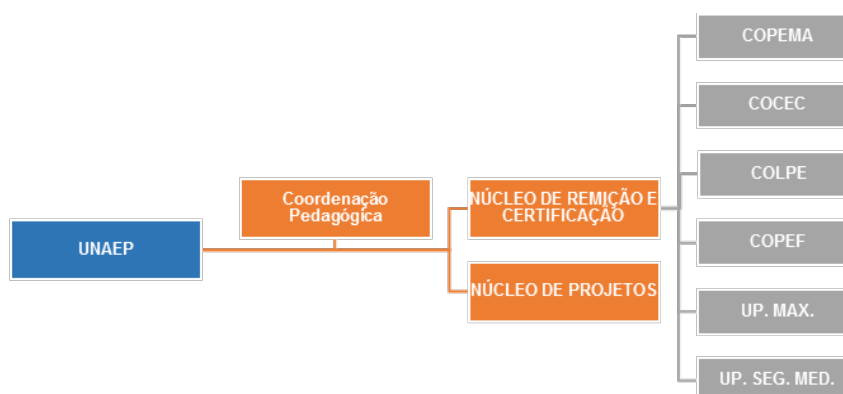 UNAEP
Coordenação
Pedagógica
NÚCLEO DE REMIÇÃO E
CERTIFICAÇÃO
NÚCLEO DE PROJETOS
COPEMA
COCEC
COLPE
COPEF
UP. MAX.
UP. SEG. MED.